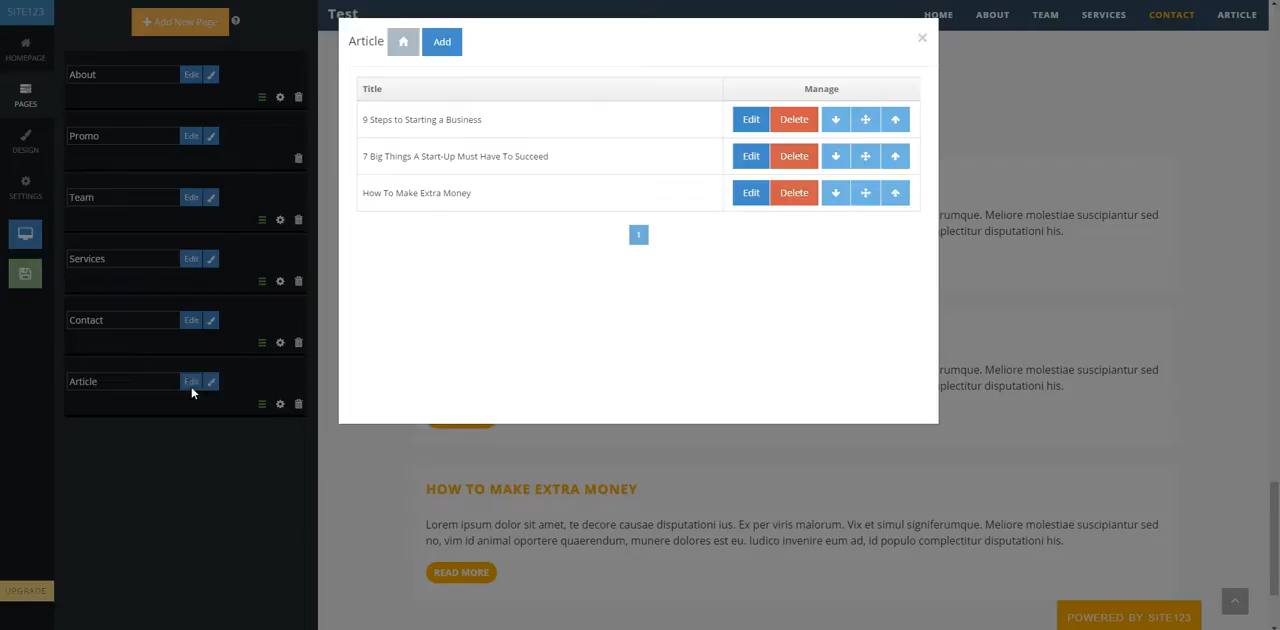 SITE123
HOMEPAGE
PAGES
DESIGN
SETTINGS
UPGRADE
+ Add New Page
About
Edit
Promo
Edit
Team
Edit
Services
Edit
Contact
Edit
Article
Edit
Test
HOME ABOUT TEAM SERVICES CONTACT ARTICLE
Article Add
Title Manage
9 Steps to Starting a Business Edit Delete
7 Big Things A Start-Up Must Have To Succeed Edit Delete
How To Make Extra Money Edit Delete
1
rumque. Meliore molestiae suscipiantur sed
plectitur disputationi his.
rumque. Meliore molestiae suscipiantur sed
plectitur disputationi his.
HOW TO MAKE EXTRA MONEY
Lorem ipsum dolor sit amet, te decore causae disputationi ius. Ex per viris malorum. Vix et simul signiferumque. Meliore molestiae suscipiantur sed
no, vim id animal oportere quaerendum, munere dolores est eu. Iudico invenire eum ad, id populo complectitur disputationi his.
READ MORE
POWERED BY SITE123